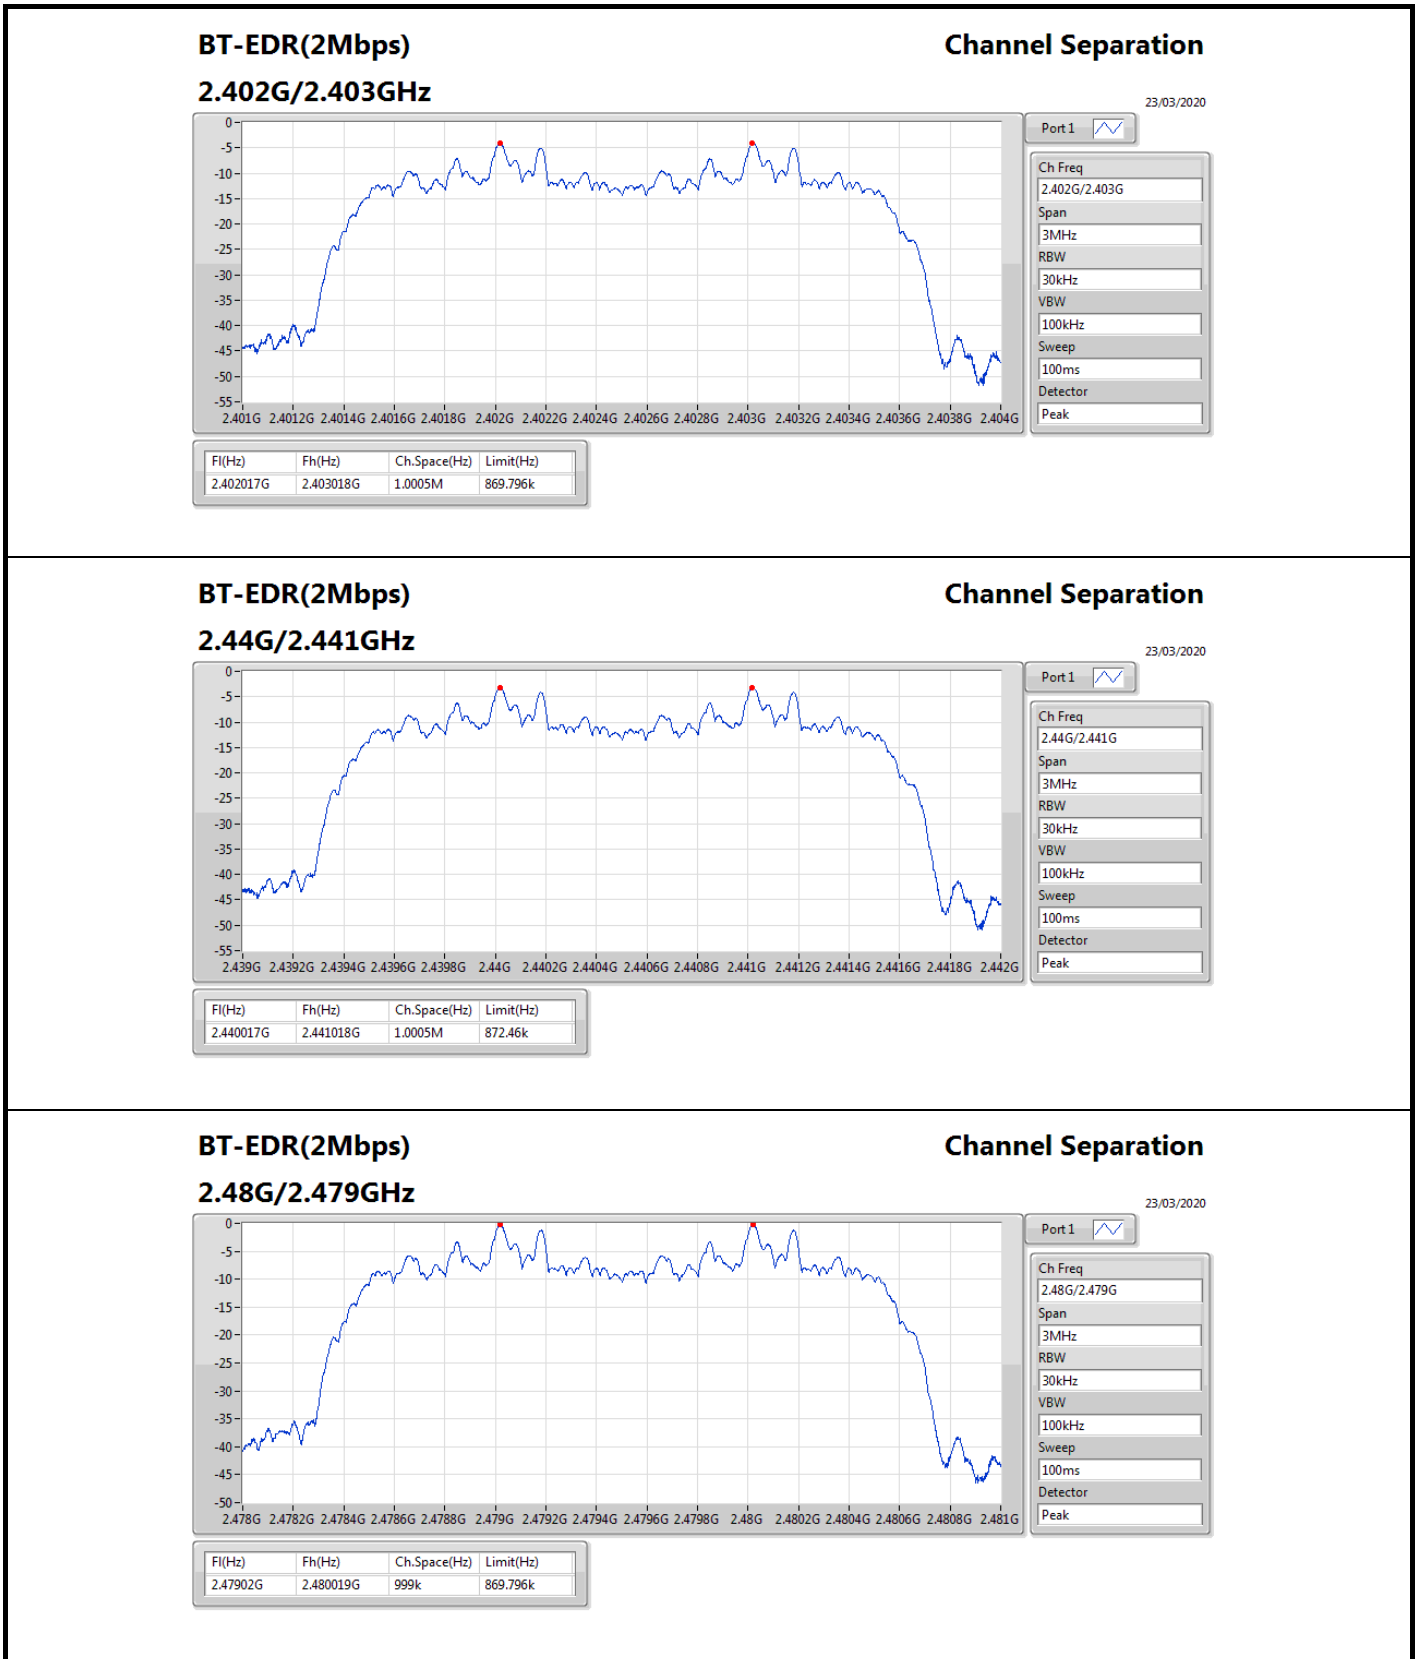 BT-EDR(2Mbps) Channel Separation
2.402G/2.403GHz
23/03/2020
Port 1
0
-5
-10
-15
-20
-25
-30
-35
-40
-45
-50
-55
2.401G 2.4012G 2.4014G 2.4016G 2.4018G 2.402G 2.4022G 2.4024G 2.4026G 2.4028G 2.403G 2.4032G 2.4034G 2.4036G 2.4038G 2.404G
Ch Freq
2.402G/2.403G
Span
3MHz
RBW
30kHz
VBW
100kHz
Sweep
100ms
Detector
Peak
Fl(Hz) Fh(Hz) Ch.Space(Hz) Limit(Hz)
2.402017G 2.403018G 1.0005M 869.796k
BT-EDR(2Mbps) Channel Separation
2.44G/2.441GHz
23/03/2020
Port 1
0
-5
-10
-15
-20
-25
-30
-35
-40
-45
-50
-55
2.439G 2.4392G 2.4394G 2.4396G 2.4398G 2.44G 2.4402G 2.4404G 2.4406G 2.4408G 2.441G 2.4412G 2.4414G 2.4416G 2.4418G 2.442G
Ch Freq
2.44G/2.441G
Span
3MHz
RBW
30kHz
VBW
100kHz
Sweep
100ms
Detector
Peak
Fl(Hz) Fh(Hz) Ch.Space(Hz) Limit(Hz)
2.440017G 2.441018G 1.0005M 872.46k
BT-EDR(2Mbps) Channel Separation
2.48G/2.479GHz
23/03/2020
Port 1
0
-5
-10
-15
-20
-25
-30
-35
-40
-45
-50
2.478G 2.4782G 2.4784G 2.4786G 2.4788G 2.479G 2.4792G 2.4794G 2.4796G 2.4798G 2.48G 2.4802G 2.4804G 2.4806G 2.4808G 2.481G
Ch Freq
2.48G/2.479G
Span
3MHz
RBW
30kHz
VBW
100kHz
Sweep
100ms
Detector
Peak
Fl(Hz) Fh(Hz) Ch.Space(Hz) Limit(Hz)
2.47902G 2.480019G 999k 869.796k